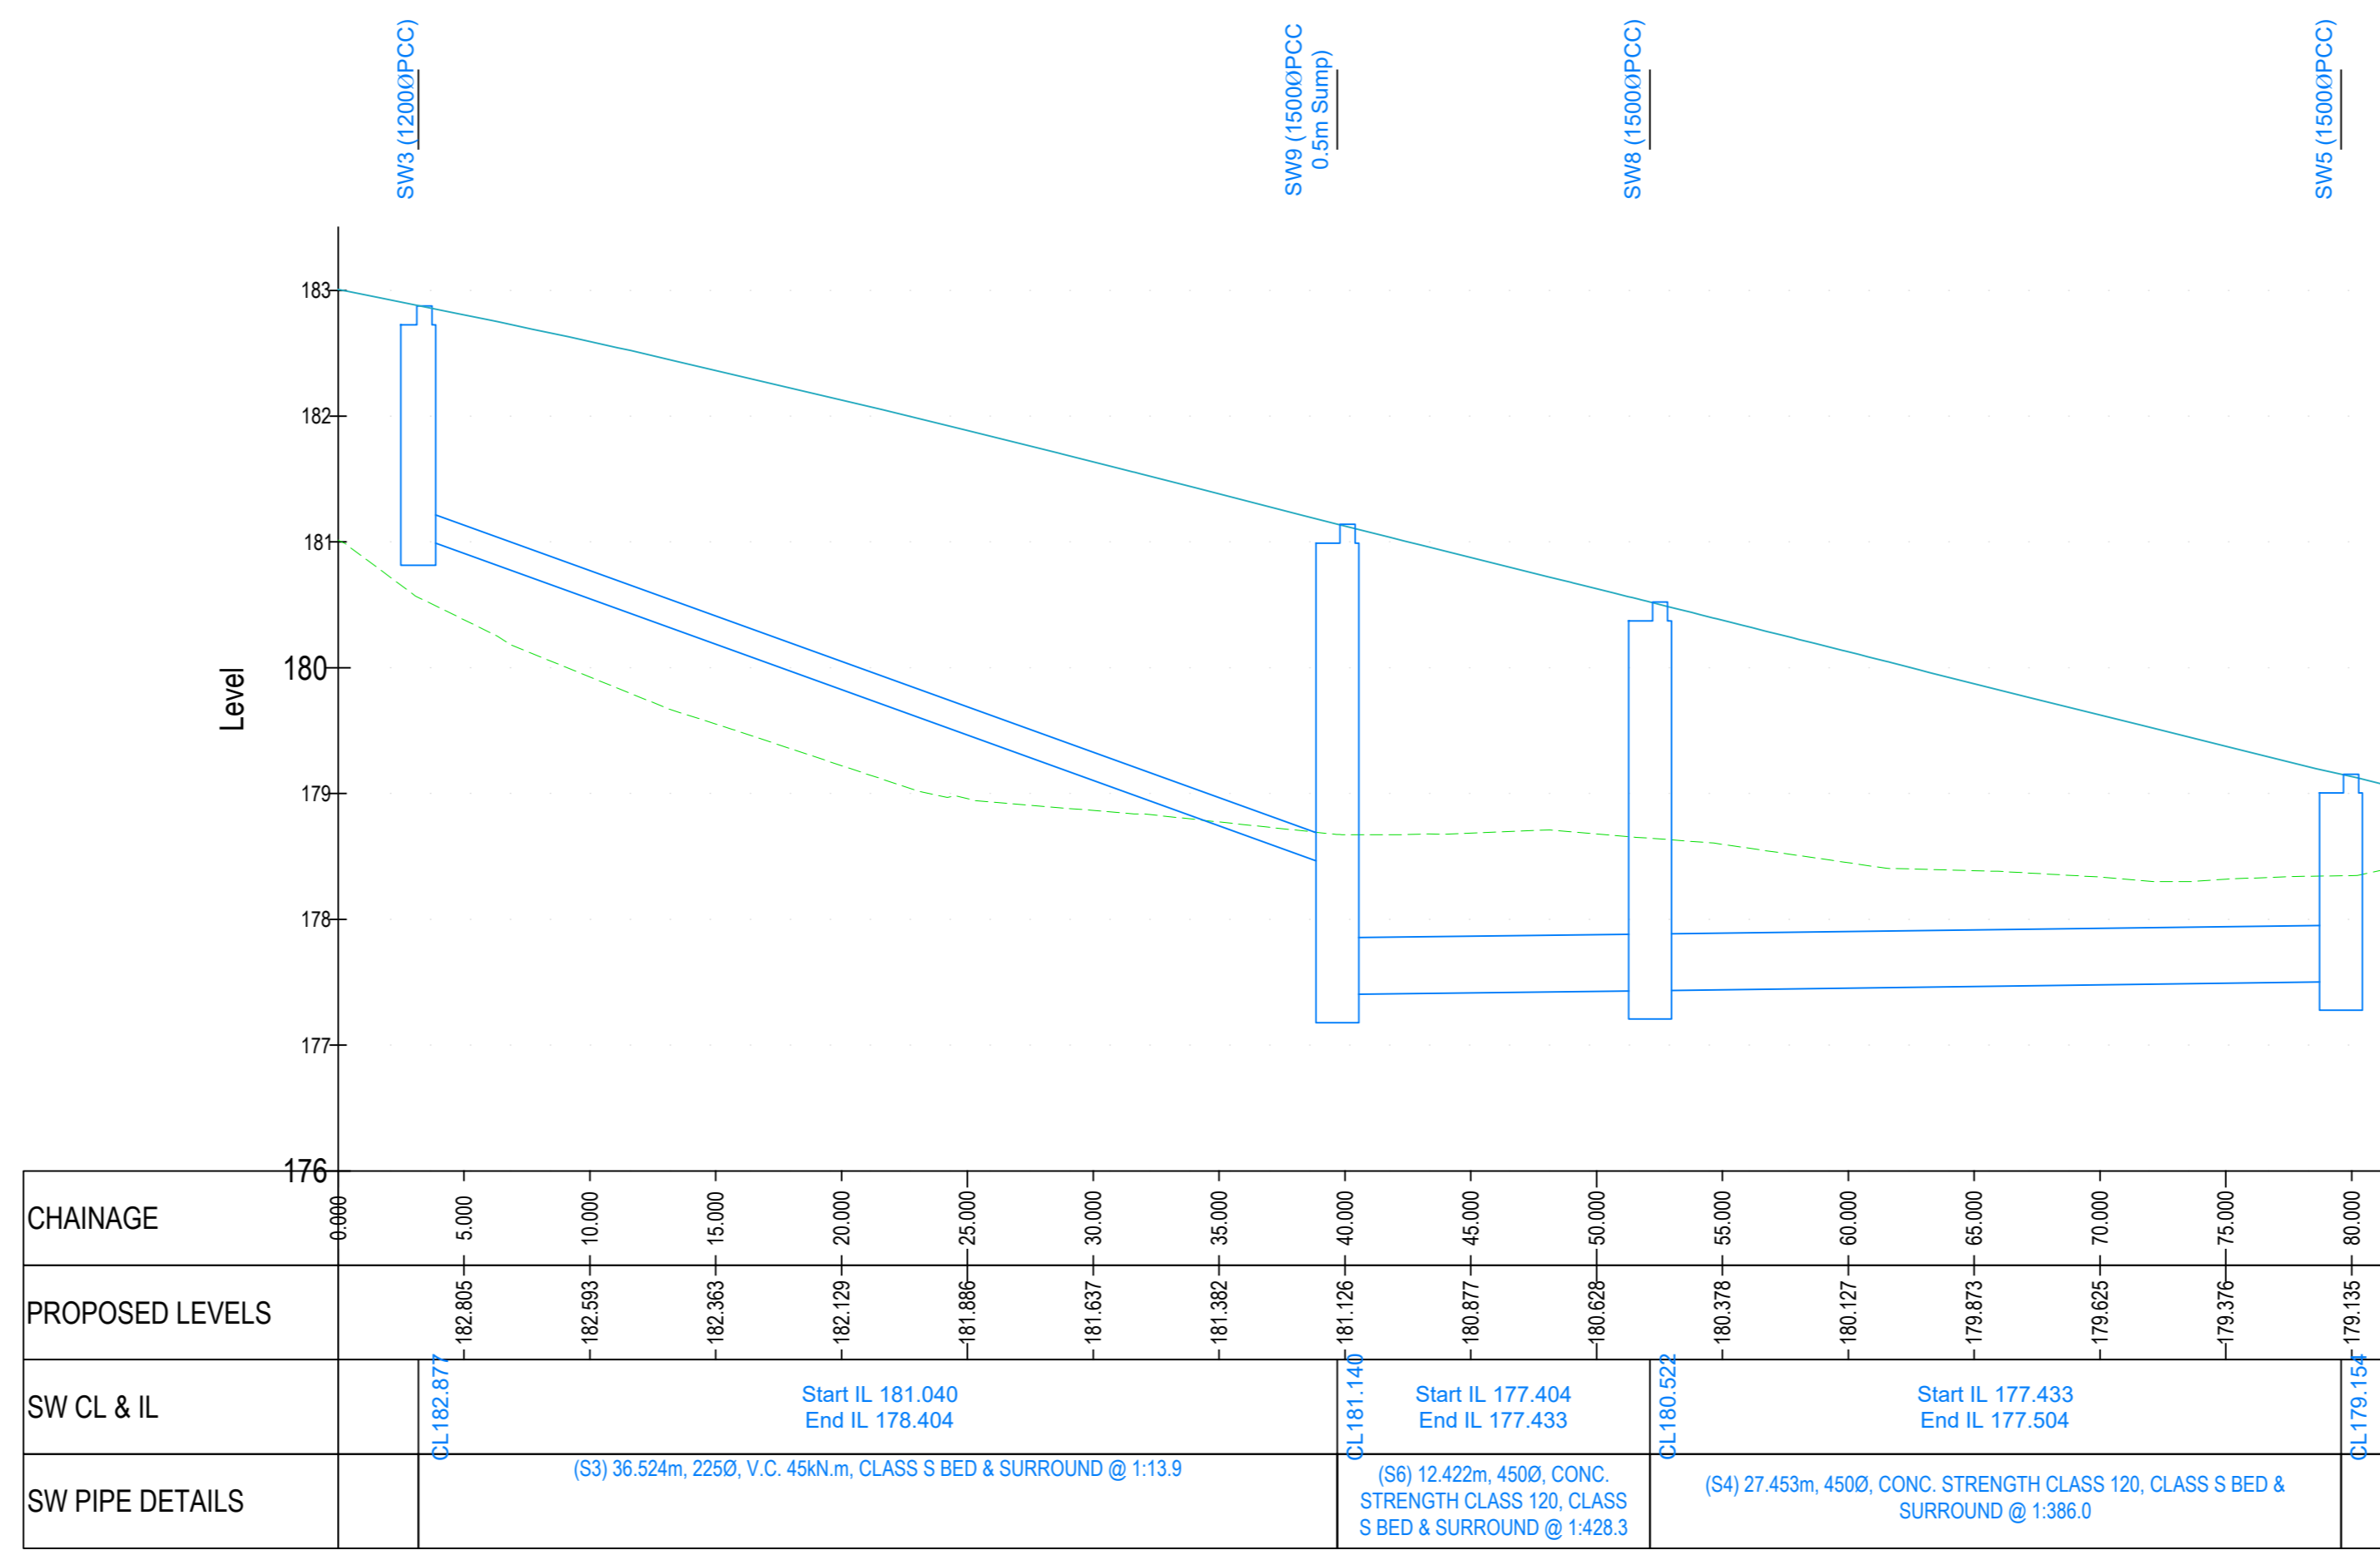 SW3 (1200ØPCC)
SW9 (1500ØPCC
0.5m Sump)
SW8 (1500ØPCC)
SW5 (1500ØPCC)
183
182
181
180
179
178
177
176
Level
CHAINAGE
0.000 5.000 10.000 15.000 20.000 25.000 30.000 35.000 40.000 45.000 50.000 55.000 60.000 65.000 70.000 75.000 80.000
PROPOSED LEVELS
182.805 182.593 182.363 182.129 181.886 181.637 181.382 181.126 180.877 180.628 180.378 180.127 179.873 179.625 179.376 179.135
SW CL & IL
CL182.877
Start IL 181.040
End IL 178.404
CL181.140
Start IL 177.404
End IL 177.433
CL180.522
Start IL 177.433
End IL 177.504
CL179.154
SW PIPE DETAILS
(S3) 36.524m, 225Ø, V.C. 45kN.m, CLASS S BED & SURROUND @ 1:13.9
(S6) 12.422m, 450Ø, CONC.
STRENGTH CLASS 120, CLASS
S BED & SURROUND @ 1:428.3
(S4) 27.453m, 450Ø, CONC. STRENGTH CLASS 120, CLASS S BED &
SURROUND @ 1:386.0